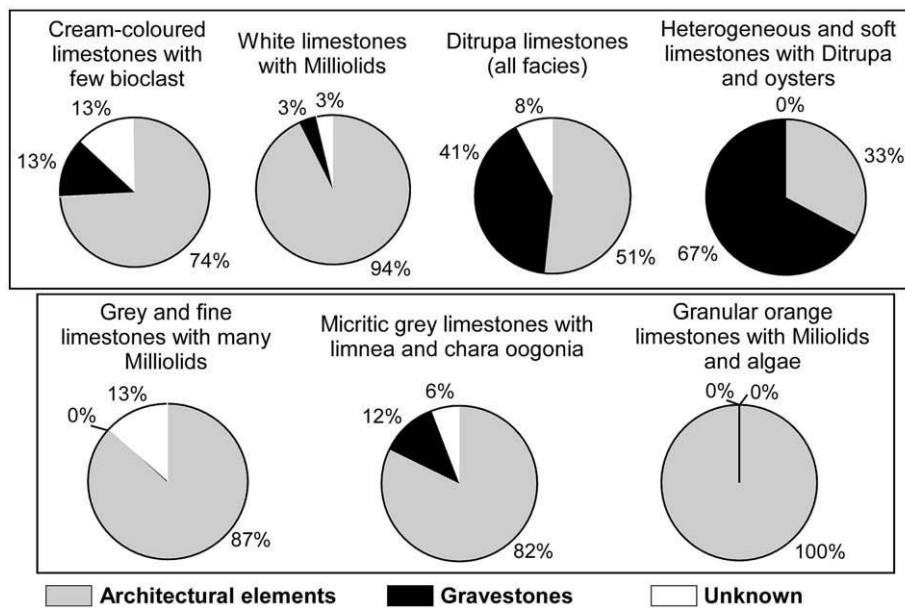 Cream-coloured
limestones with
few bioclast
13%
13%
74%
White limestones
with Milliolids
3%
3%
94%
Ditrupa limestones
(all facies)
8%
41%
51%
Heterogeneous and soft
limestones with Ditrupa
and oysters
0%
33%
67%
Grey and fine
limestones with many
Milliolids
13%
0%
87%
Micritic grey limestones with
limnea and chara oogonia
6%
12%
82%
Granular orange
limestones with Miliolids
and algae
0%
0%
100%
Architectural elements
Gravestones
Unknown